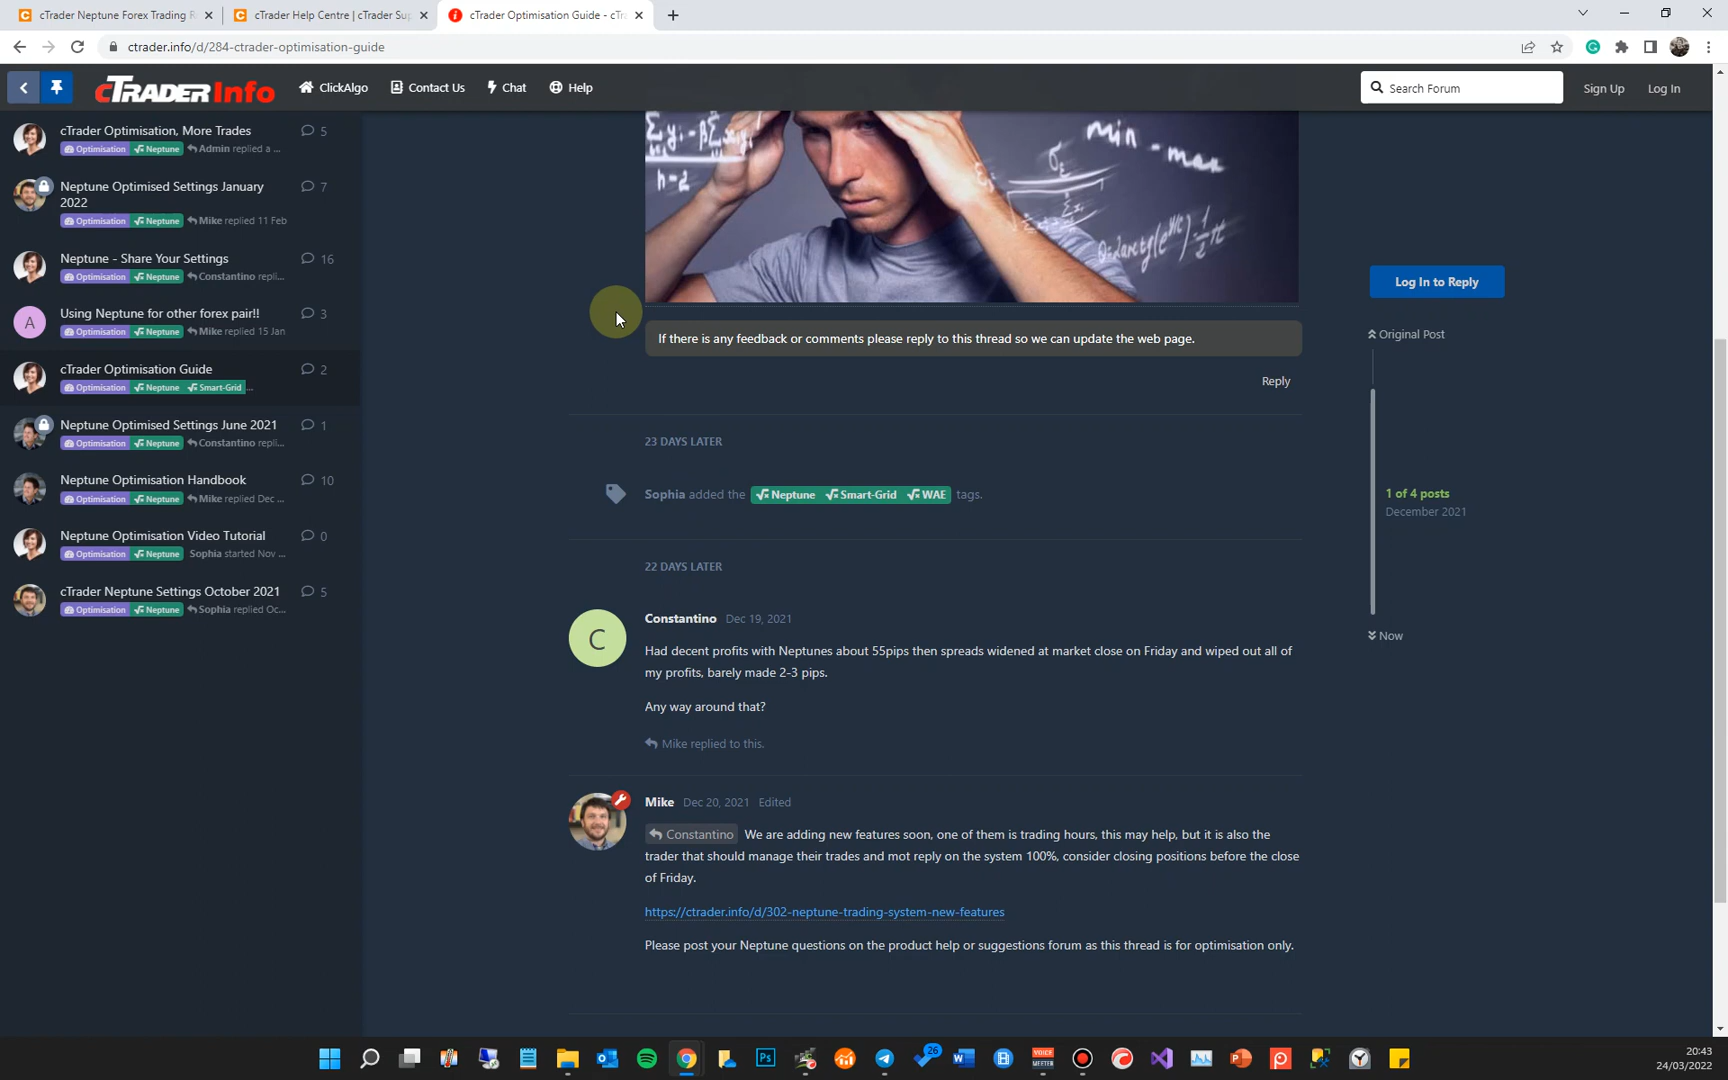 cTrader Neptune Forex Trading R
cTrader Help Centre | cTrader Sup
cTrader Optimisation Guide - cTr
ctrader.info/d/284-ctrader-optimisation-guide
cTRADER Info
ClickAlgo
Contact Us
Chat
Help
Search Forum
Sign Up
Log In
cTrader Optimisation, More Trades
5
Optimisation Neptune Admin replied a ...
Neptune Optimised Settings January
2022
7
Optimisation Neptune Mike replied 11 Feb
Neptune - Share Your Settings
16
Optimisation Neptune Constantino repli...
A
Using Neptune for other forex pair!!
3
Optimisation Neptune Mike replied 15 Jan
cTrader Optimisation Guide
2
Optimisation Neptune Smart-Grid ...
Neptune Optimised Settings June 2021
1
Optimisation Neptune Constantino repli...
Neptune Optimisation Handbook
10
Optimisation Neptune Mike replied Dec ...
Neptune Optimisation Video Tutorial
0
Optimisation Neptune Sophia started Nov ...
cTrader Neptune Settings October 2021
5
Optimisation Neptune Sophia replied Oc...
min - max
n=2
If there is any feedback or comments please reply to this thread so we can update the web page.
Reply
23 DAYS LATER
Sophia added the Neptune Smart-Grid WAE tags.
22 DAYS LATER
C
Constantino Dec 19, 2021
Had decent profits with Neptunes about 55pips then spreads widened at market close on Friday and wiped out all of
my profits, barely made 2-3 pips.
Any way around that?
Mike replied to this.
Mike Dec 20, 2021 Edited
Constantino We are adding new features soon, one of them is trading hours, this may help, but it is also the
trader that should manage their trades and mot reply on the system 100%, consider closing positions before the close
of Friday.
https://ctrader.info/d/302-neptune-trading-system-new-features
Please post your Neptune questions on the product help or suggestions forum as this thread is for optimisation only.
Log In to Reply
Original Post
1 of 4 posts
December 2021
Now
26
VOICE
MEETER
20:43
24/03/2022